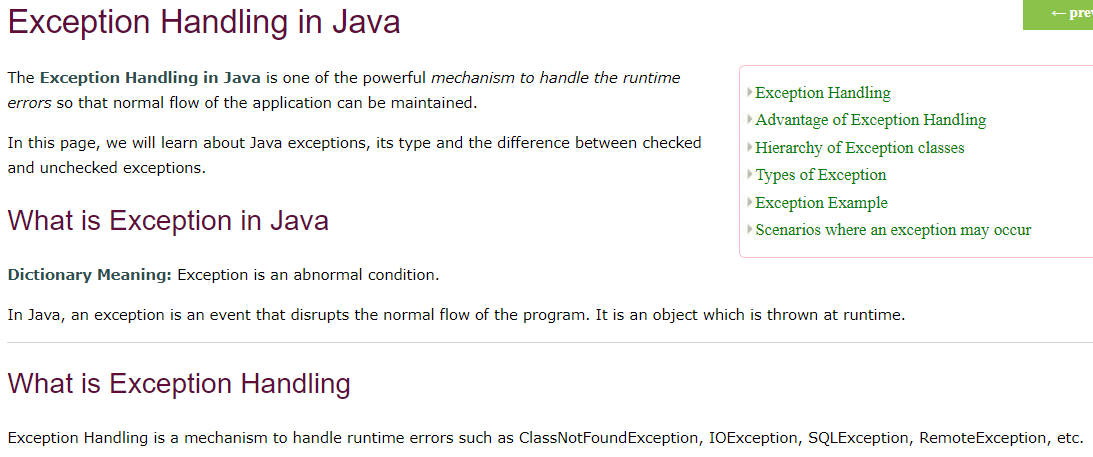 Exception Handling in Java
← prev
The Exception Handling in Java is one of the powerful mechanism to handle the runtime
errors so that normal flow of the application can be maintained.
In this page, we will learn about Java exceptions, its type and the difference between checked
and unchecked exceptions.
Exception Handling
Advantage of Exception Handling
Hierarchy of Exception classes
Types of Exception
Exception Example
Scenarios where an exception may occur
What is Exception in Java
Dictionary Meaning: Exception is an abnormal condition.
In Java, an exception is an event that disrupts the normal flow of the program. It is an object which is thrown at runtime.
What is Exception Handling
Exception Handling is a mechanism to handle runtime errors such as ClassNotFoundException, IOException, SQLException, RemoteException, etc.